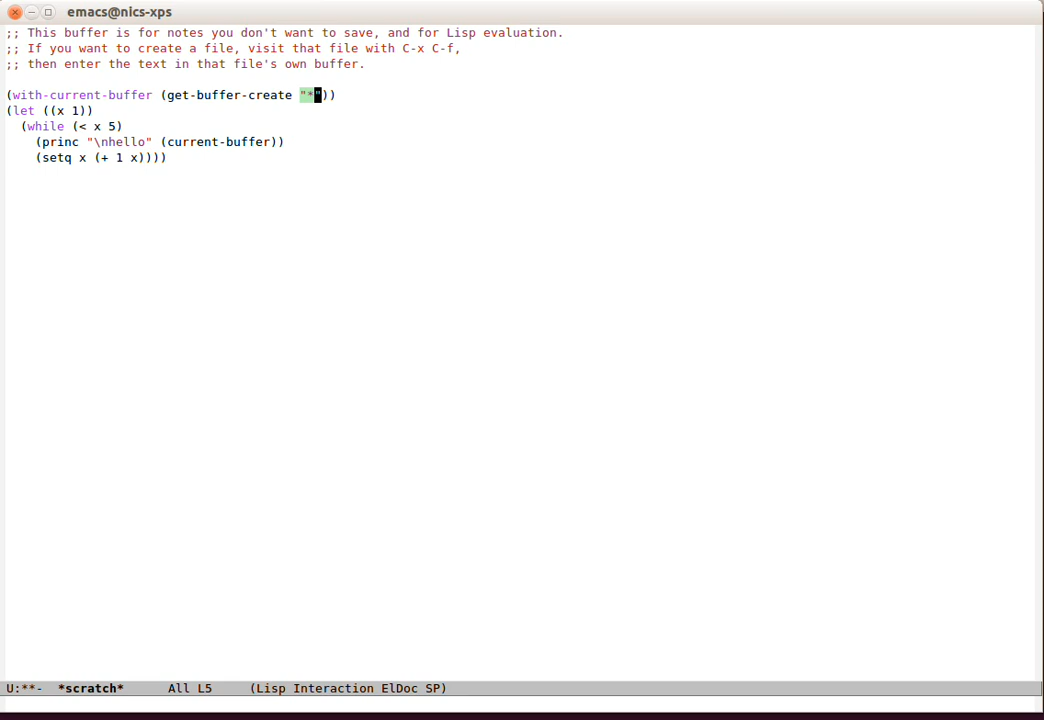 emacs@nics-xps
;; This buffer is for notes you don't want to save, and for Lisp evaluation.
;; If you want to create a file, visit that file with C-x C-f,
;; then enter the text in that file's own buffer.

(with-current-buffer (get-buffer-create "*"))
(let ((x 1))
  (while (< x 5)
    (princ "\nhello" (current-buffer))
    (setq x (+ 1 x))))
U:**-  *scratch*      All L5     (Lisp Interaction ElDoc SP)